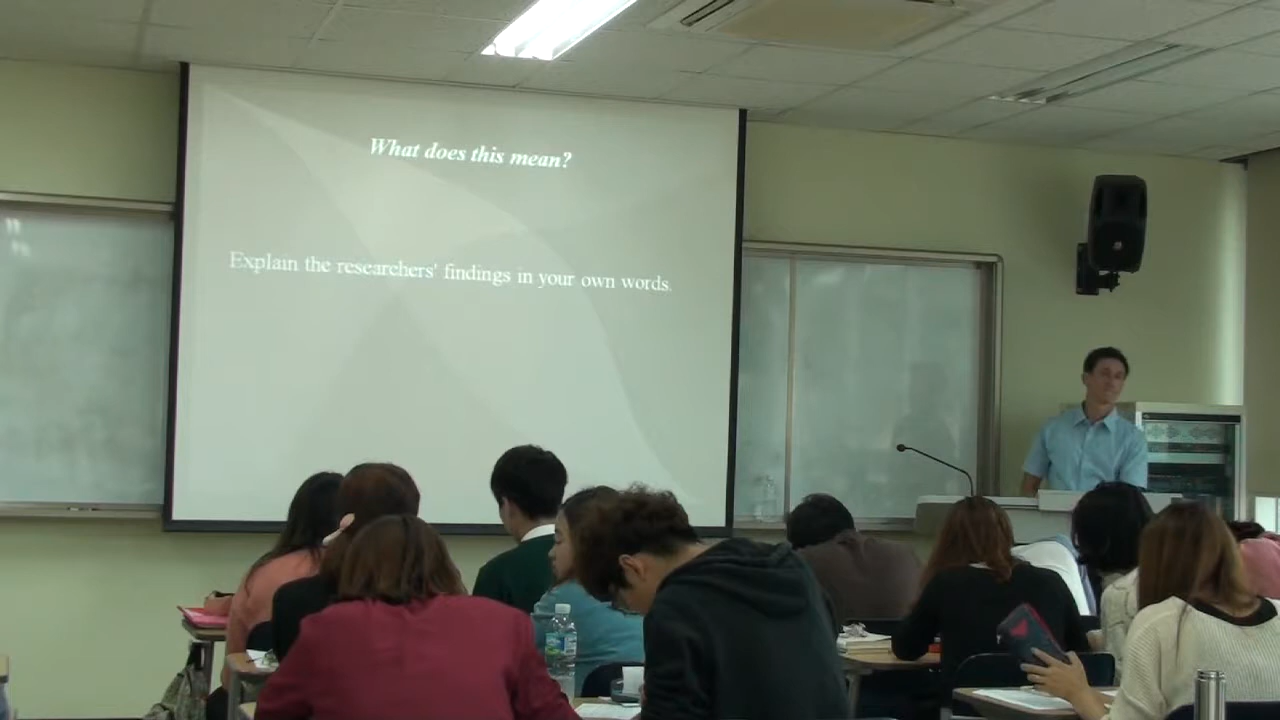 What does this mean?
Explain the researchers' findings in your own words.